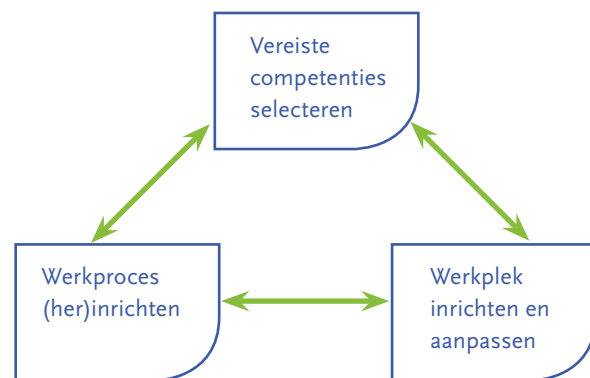 Vereiste
competenties
selecteren
Werkproces
(her)inrichten
Werkplek
inrichten en
aanpassen